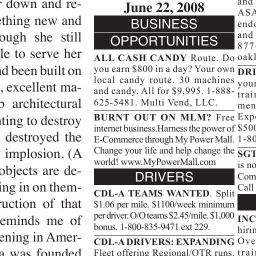 down and re-
thing new and
ough she still
le to serve her
d been built on
, excellent ma-
architectural
ting to destroy
destroyed the
implosion. (A
objects are de-
ing in on them-
ruction of that
eminds me of
ening in Amer-
a was founded
June 22, 2008
BUSINESS
OPPORTUNITIES
ALL CASH CANDY Route. Do
you earn $800 in a day? Your own
local candy route. 30 machines
and candy. All for $9,995. 1-888-
625-5481. Multi Vend, LLC.
BURNT OUT ON MLM? Free
internet business. Harness the power of
E-Commerce through My Power Mall.
Change your life and help change the
world! www.MyPowerMall.com
DRIVERS
CDL-A TEAMS WANTED. Split
$1.06 per mile. $1100/week minimum
per driver. O/O teams $2.45/mile. $1,000
bonus. 1-800-835-9471 ext 229.
CDL-A DRIVERS: EXPANDING
Fleet offering Regional/OTR runs.
and
ASA
end
and
877-
oakl
DRI
your
train
men
Expe
$500
1-80
SGT
is no
Com
Call
INC
hirin
Over
train